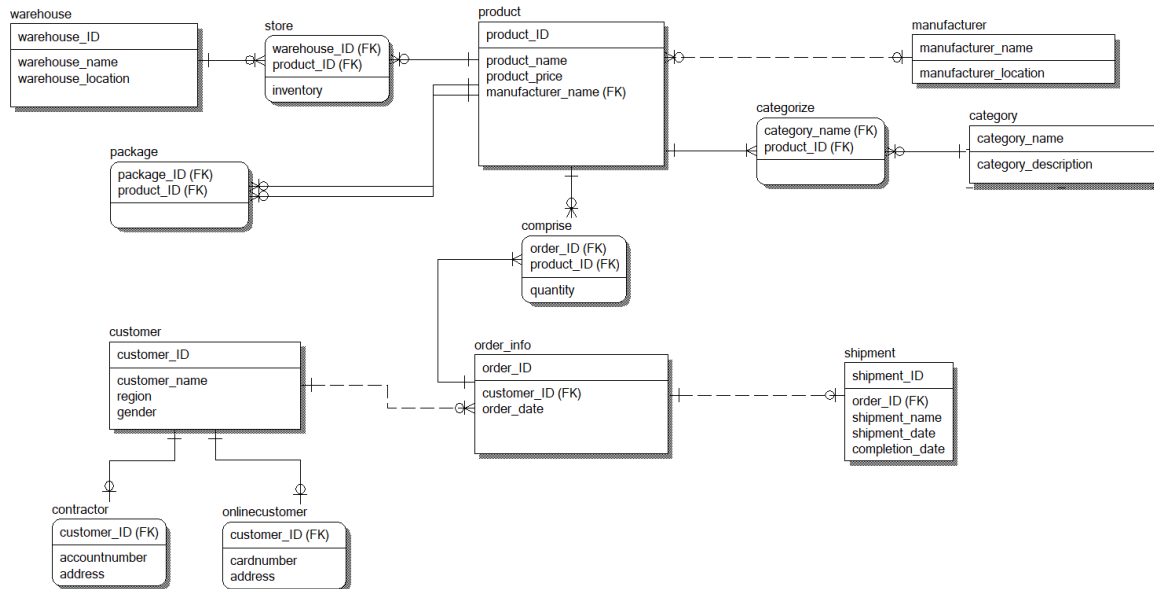 warehouse
warehouse_ID
warehouse_name
warehouse_location
store
warehouse_ID (FK)
product_ID (FK)
inventory
product
product_ID
product_name
product_price
manufacturer_name (FK)
manufacturer
manufacturer_name
manufacturer_location
categorize
category_name (FK)
product_ID (FK)
category
category_name
category_description
package
package_ID (FK)
product_ID (FK)
comprise
order_ID (FK)
product_ID (FK)
quantity
customer
customer_ID
customer_name
region
gender
order_info
order_ID
customer_ID (FK)
order_date
shipment
shipment_ID
order_ID (FK)
shipment_name
shipment_date
completion_date
contractor
customer_ID (FK)
accountnumber
address
onlinecustomer
customer_ID (FK)
cardnumber
address